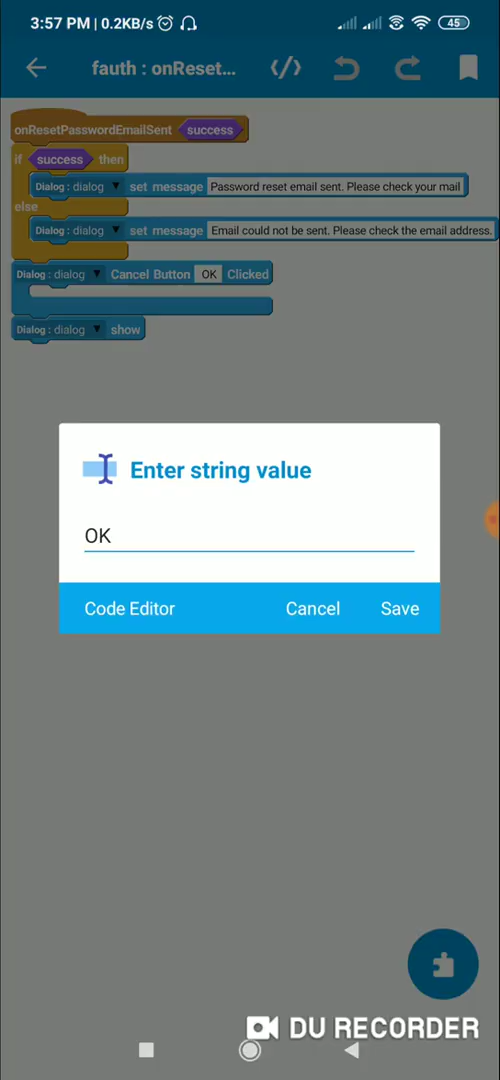 3:57 PM | 0.2KB/s
45
fauth : onReset... </>
onResetPasswordEmailSent success
if success then
Dialog : dialog ▼ set message Password reset email sent. Please check your mail
else
Dialog : dialog ▼ set message Email could not be sent. Please check the email address.
Dialog : dialog ▼ Cancel Button OK Clicked
Dialog : dialog ▼ show
Enter string value
OK
Code Editor Cancel Save
DU RECORDER